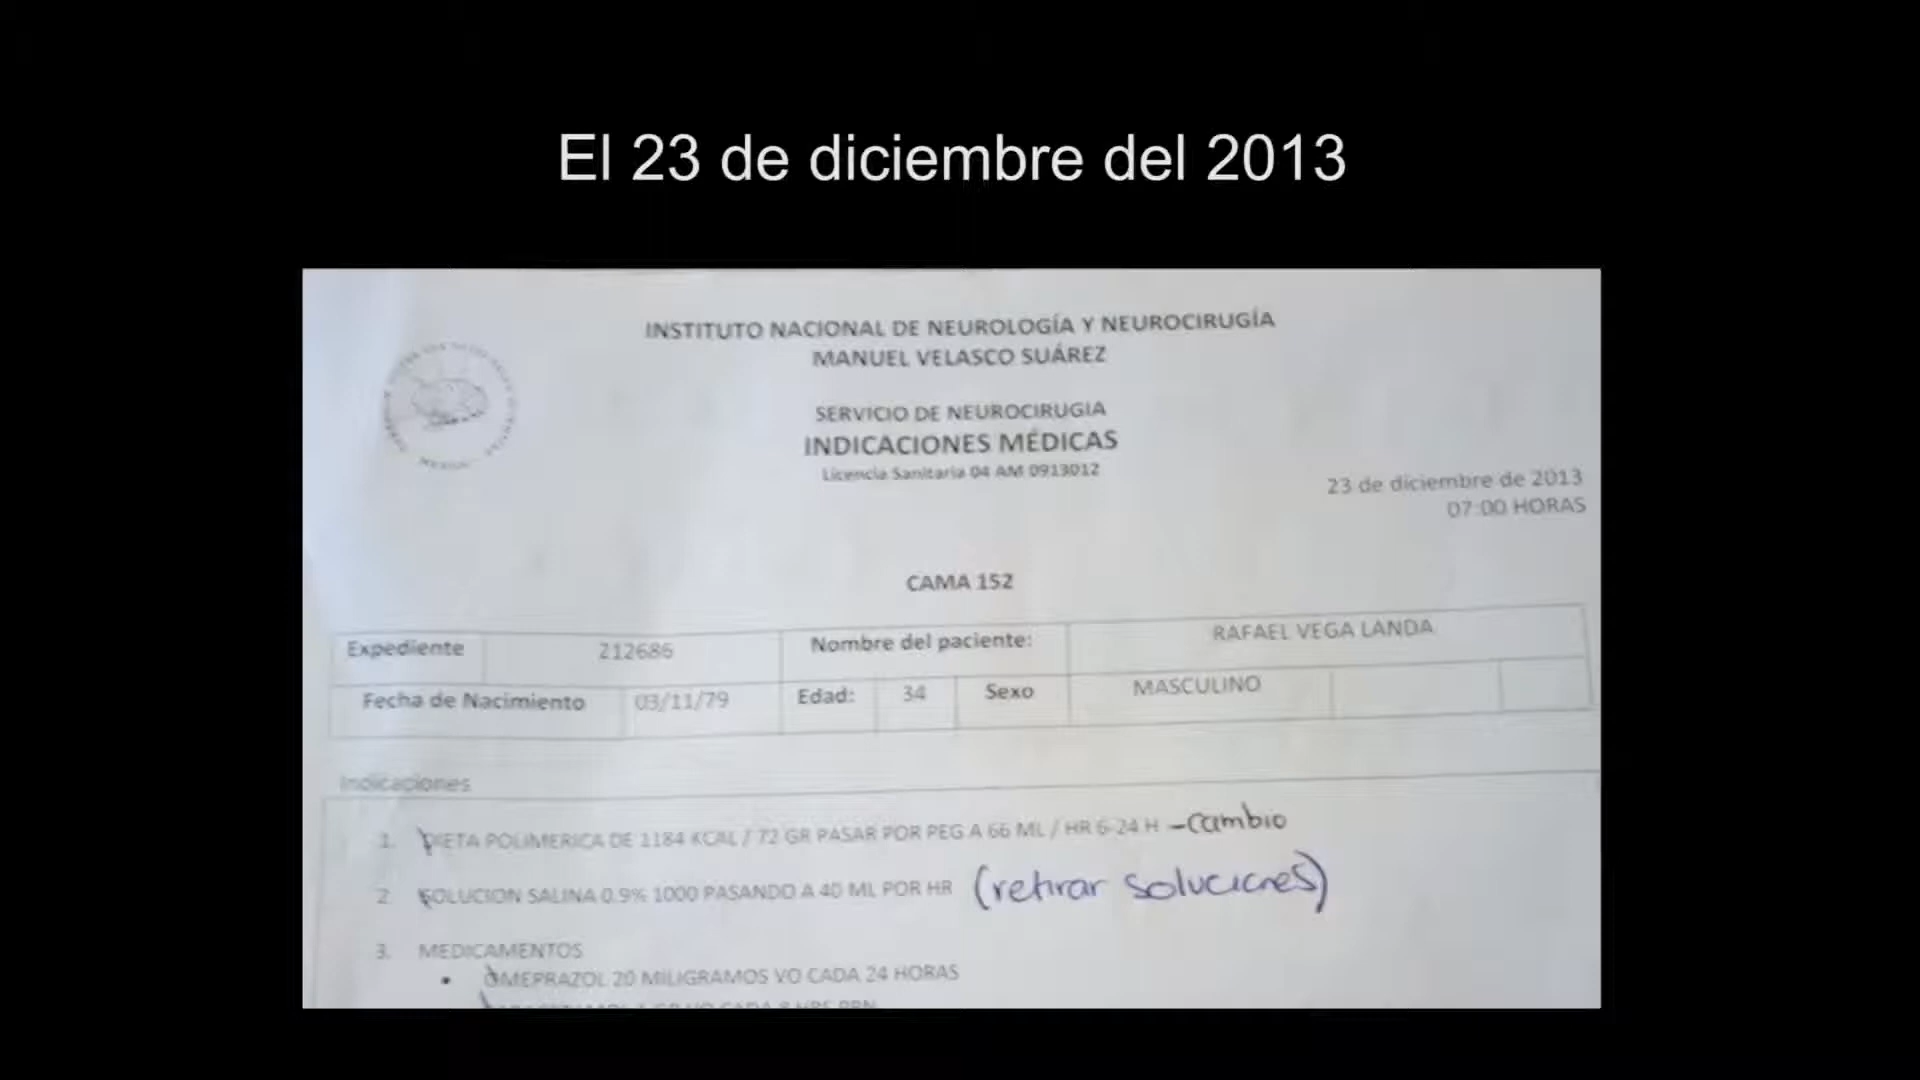 El 23 de diciembre del 2013
INSTITUTO NACIONAL DE NEUROLOGÍA Y NEUROCIRUGÍA
MANUEL VELASCO SUÁREZ
SERVICIO DE NEUROCIRUGIA
INDICACIONES MÉDICAS
Licencia Sanitaria 04 AM 0913012
23 de diciembre de 2013
07:00 HORAS
CAMA 152
Expediente 212686 Nombre del paciente: RAFAEL VEGA LANDA
Fecha de Nacimiento 03/11/79 Edad: 34 Sexo MASCULINO
Indicaciones
1. DIETA POLIMERICA DE 1184 KCAL / 72 GR PASAR POR PEG A 66 ML / HR 6-24 H - cambio
2. SOLUCION SALINA 0.9% 1000 PASANDO A 40 ML POR HR (retirar soluciones)
3. MEDICAMENTOS
• OMEPRAZOL 20 MILIGRAMOS VO CADA 24 HORAS